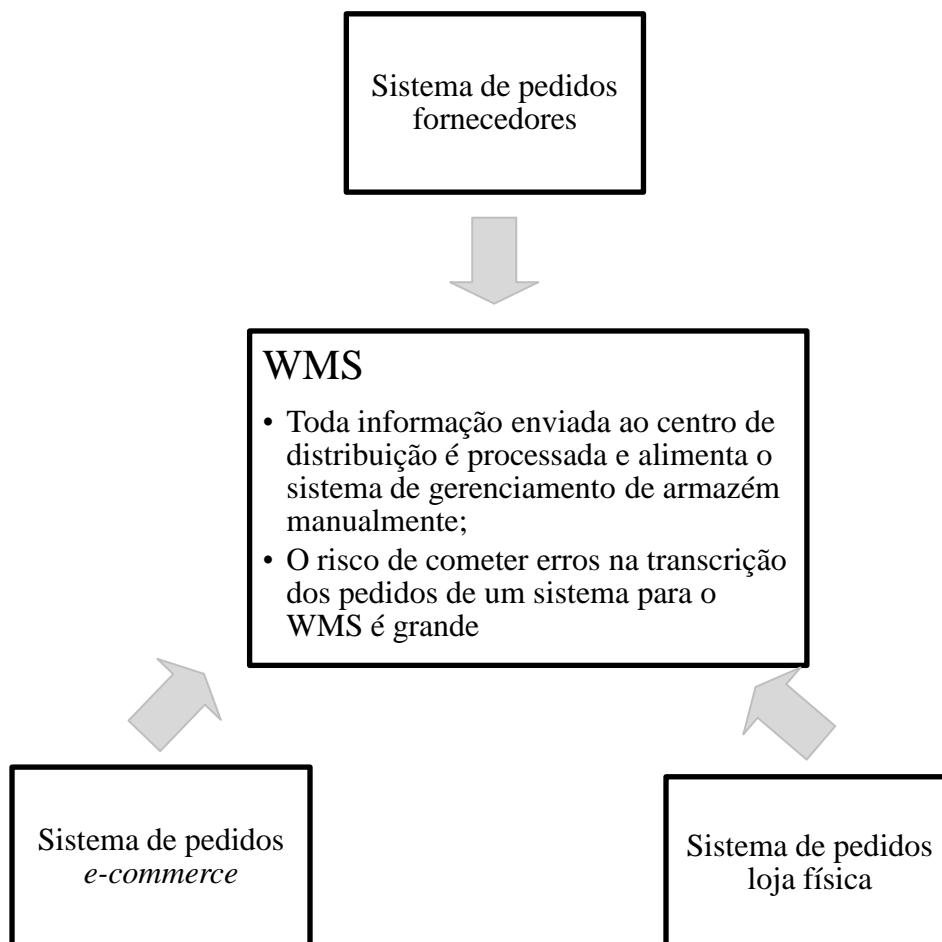 Sistema de pedidos
fornecedores
WMS
• Toda informação enviada ao centro de
distribuição é processada e alimenta o
sistema de gerenciamento de armazém
manualmente;
• O risco de cometer erros na transcrição
dos pedidos de um sistema para o
WMS é grande
Sistema de pedidos
e-commerce
Sistema de pedidos
loja física